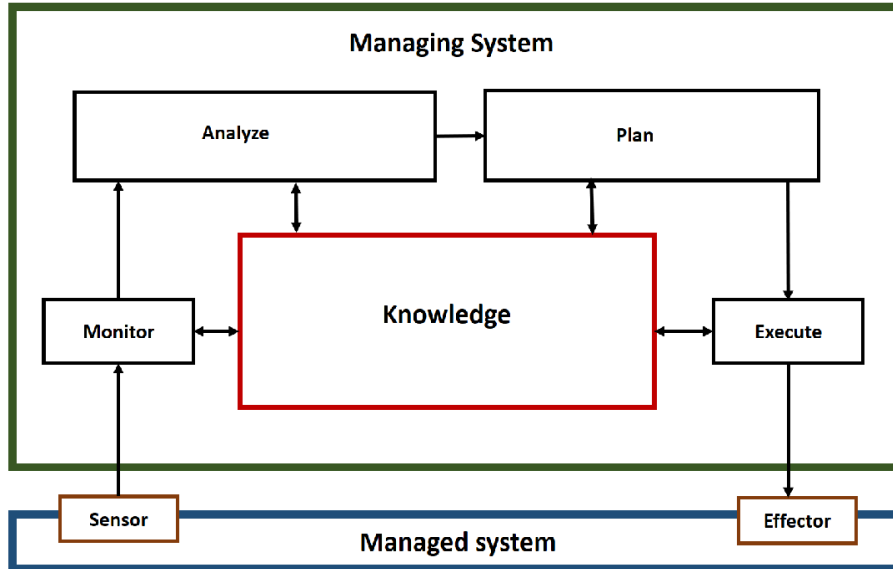 Managing System
Analyze
Plan
Knowledge
Monitor
Execute
Sensor
Effector
Managed system